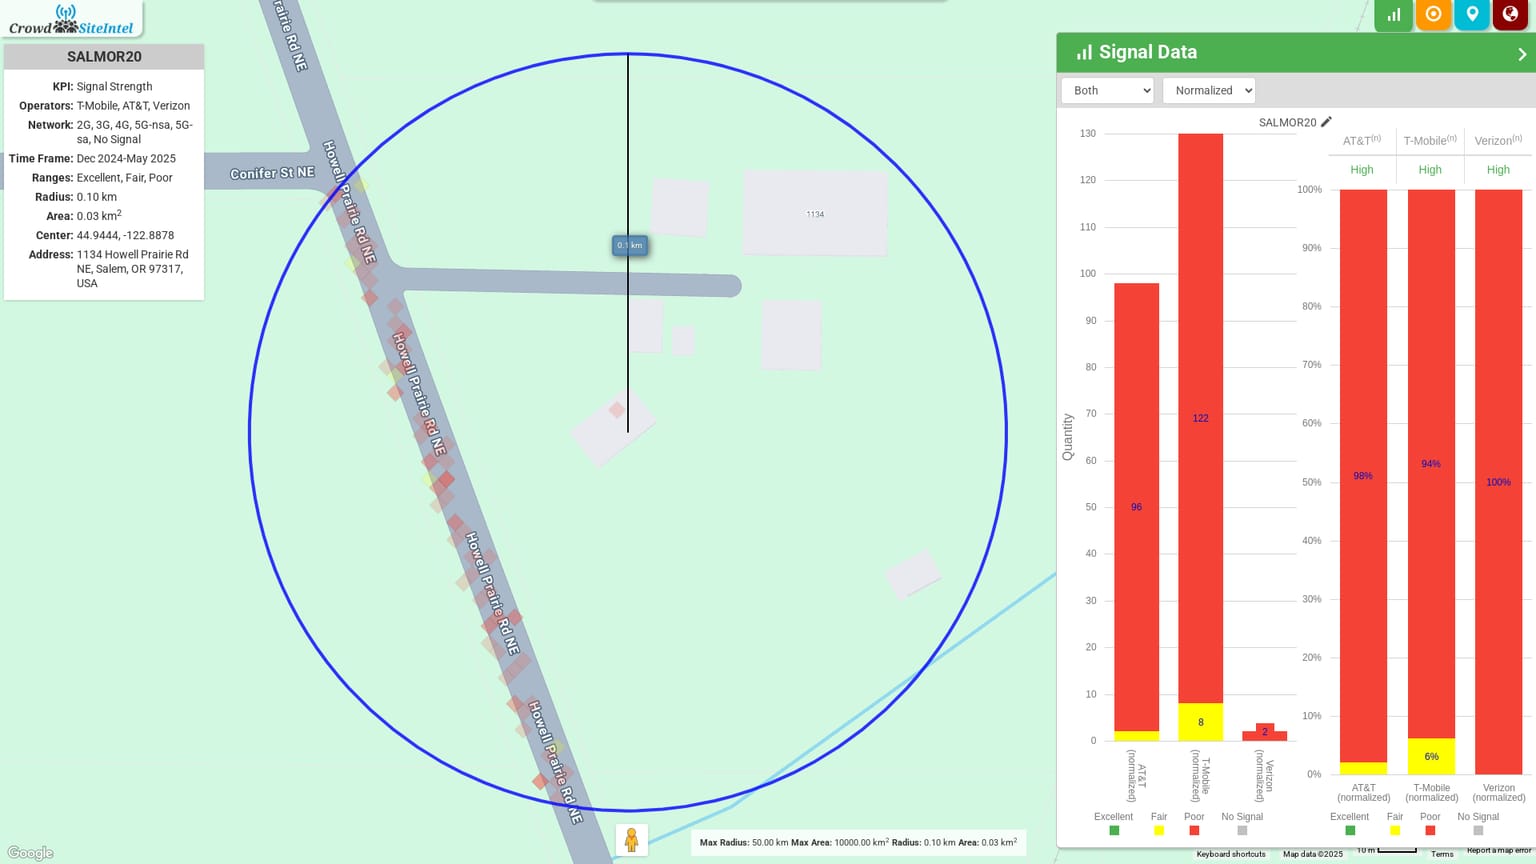 Crowd SiteIntel
SALMOR20
KPI: Signal Strength
Operators: T-Mobile, AT&T, Verizon
Network: 2G, 3G, 4G, 5G-nsa, 5G-
sa, No Signal
Time Frame: Dec 2024-May 2025
Ranges: Excellent, Fair, Poor
Radius: 0.10 km
Area: 0.03 km²
Center: 44.9444, -122.8878
Address: 1134 Howell Prairie Rd
NE, Salem, OR 97317,
USA
rairie Rd NE
Conifer St NE
Howell Prairie Rd NE
1134
0.1 km
Howell Prairie Rd NE
Howell Prairie Rd NE
Howell Prairie Rd NE
Google
Max Radius: 50.00 km Max Area: 10000.00 km² Radius: 0.10 km Area: 0.03 km²
Signal Data
Both
Normalized
SALMOR20
AT&T(n) T-Mobile(n) Verizon(n)
High High High
Quantity
130
120
110
100
90
80
70
60
50
40
30
20
10
0
96
122
8
2
AT&T
(normalized)
T-Mobile
(normalized)
Verizon
(normalized)
Excellent Fair Poor No Signal
100%
90%
80%
70%
60%
50%
40%
30%
20%
10%
0%
98%
94%
6%
100%
AT&T
(normalized)
T-Mobile
(normalized)
Verizon
(normalized)
Excellent Fair Poor No Signal
Keyboard shortcuts Map data ©2025 10 m Terms Report a map error